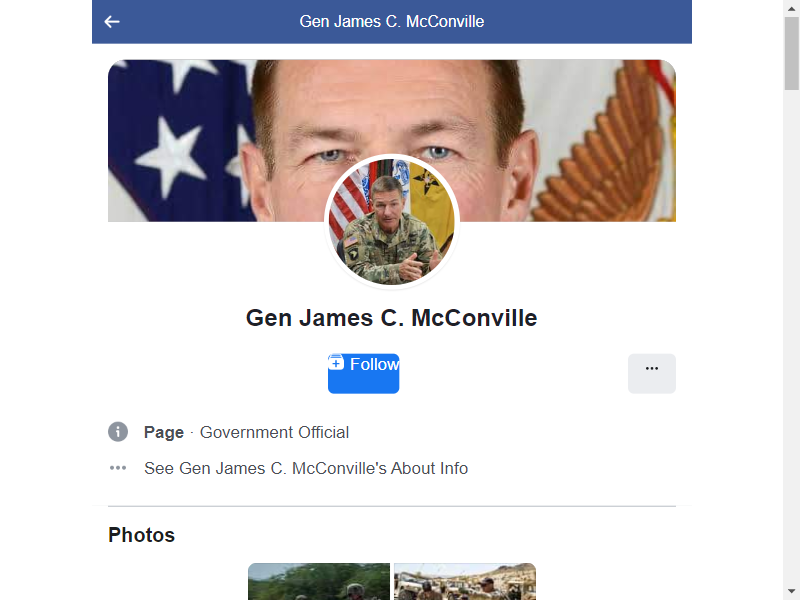 Gen James C. McConville
Gen James C. McConville
Follow
Page · Government Official
See Gen James C. McConville's About Info
Photos